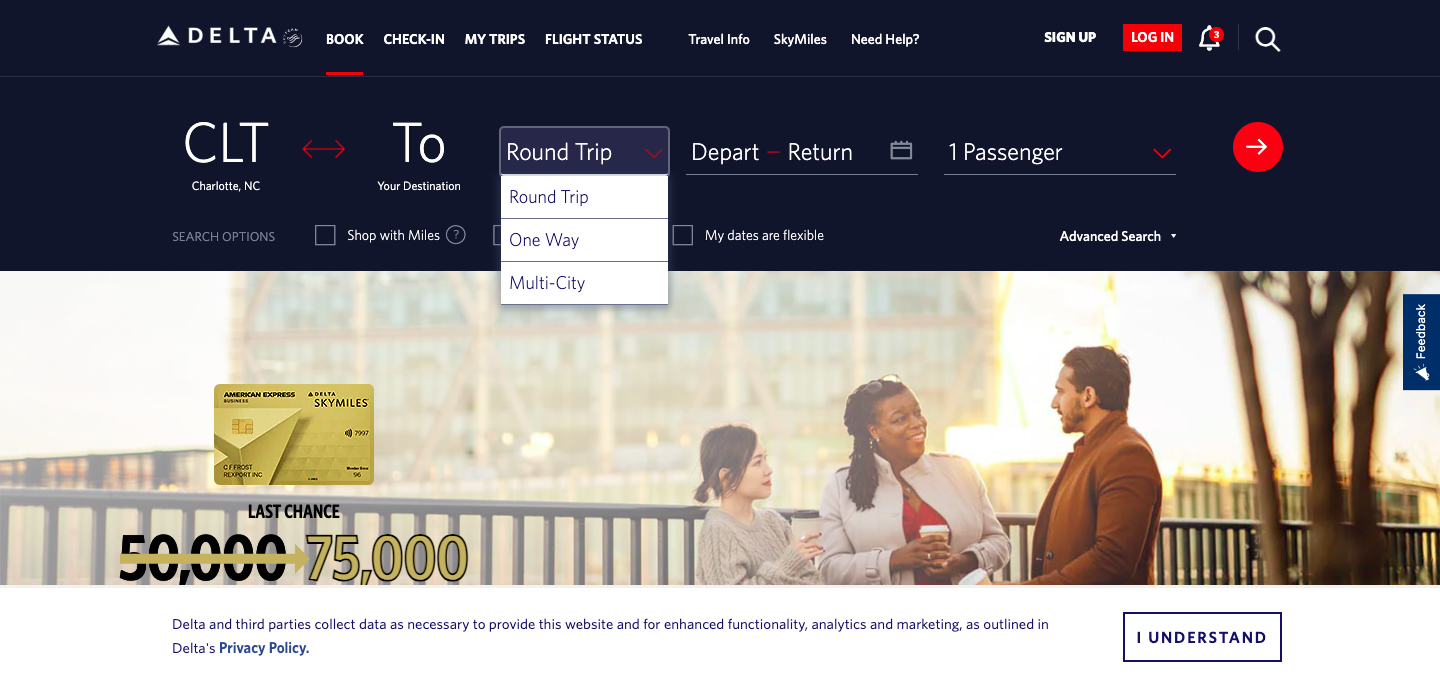 DELTA
BOOK
CHECK-IN
MY TRIPS
FLIGHT STATUS
Travel Info
SkyMiles
Need Help?
SIGN UP
LOG IN
3
CLT
Charlotte, NC
To
Your Destination
Round Trip
Depart – Return
1 Passenger
Round Trip
One Way
Multi-City
SEARCH OPTIONS
Shop with Miles ?
My dates are flexible
Advanced Search
Feedback
AMERICAN EXPRESS
BUSINESS
DELTA
SKYMILES
7997
C F FROST
REXPORT INC
96
LAST CHANCE
50,000 75,000
Delta and third parties collect data as necessary to provide this website and for enhanced functionality, analytics and marketing, as outlined in
Delta's Privacy Policy.
I UNDERSTAND